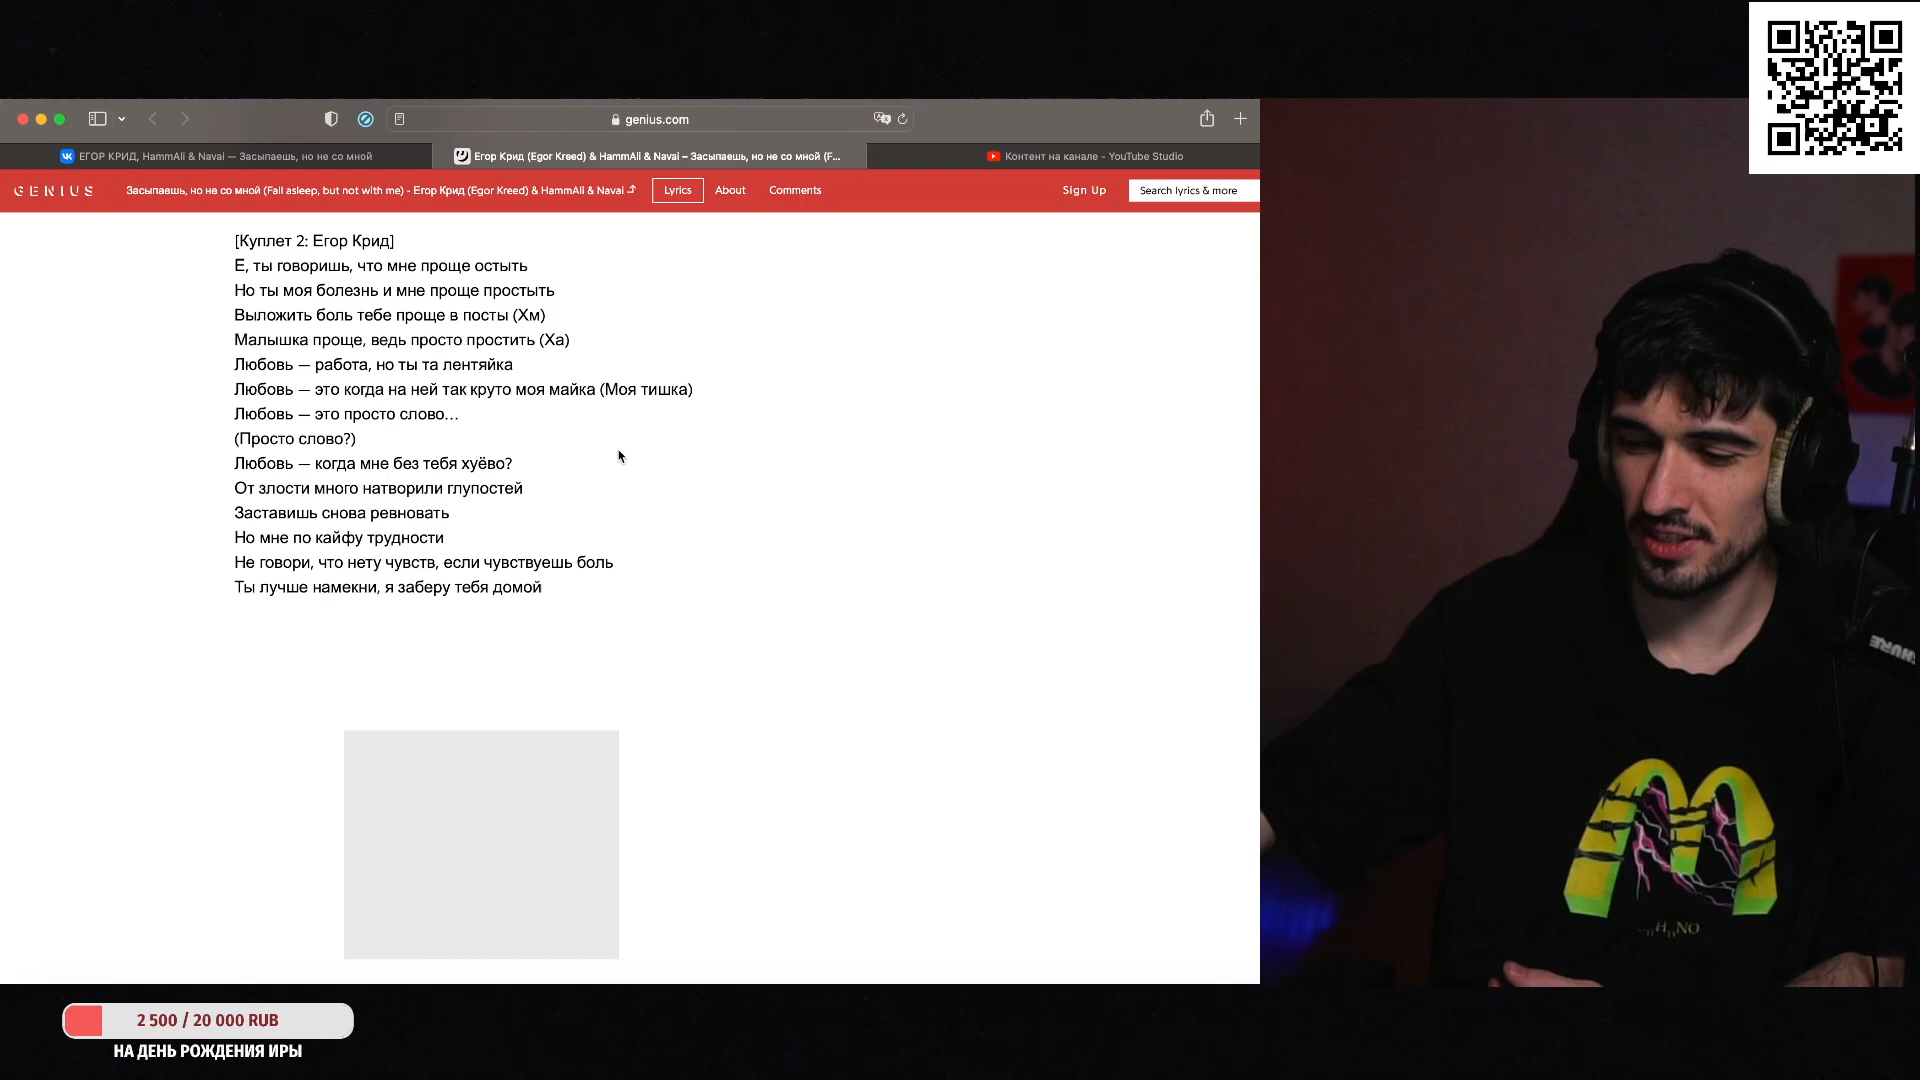 genius.com
ЕГОР КРИД, HammAli & Navai — Засыпаешь, но не со мной
Егор Крид (Egor Kreed) & HammAli & Navai – Засыпаешь, но не со мной (F...
Контент на канале - YouTube Studio
GENIUS
Засыпаешь, но не со мной (Fall asleep, but not with me) - Егор Крид (Egor Kreed) & HammAli & Navai
Lyrics
About
Comments
Sign Up
Search lyrics & more
[Куплет 2: Егор Крид]
Е, ты говоришь, что мне проще остыть
Но ты моя болезнь и мне проще простыть
Выложить боль тебе проще в посты (Хм)
Малышка проще, ведь просто простить (Ха)
Любовь — работа, но ты та лентяйка
Любовь — это когда на ней так круто моя майка (Моя тишка)
Любовь — это просто слово…
(Просто слово?)
Любовь — когда мне без тебя хуёво?
От злости много натворили глупостей
Заставишь снова ревновать
Но мне по кайфу трудности
Не говори, что нету чувств, если чувствуешь боль
Ты лучше намекни, я заберу тебя домой
SHURE
2 500 / 20 000 RUB
НА ДЕНЬ РОЖДЕНИЯ ИРЫ